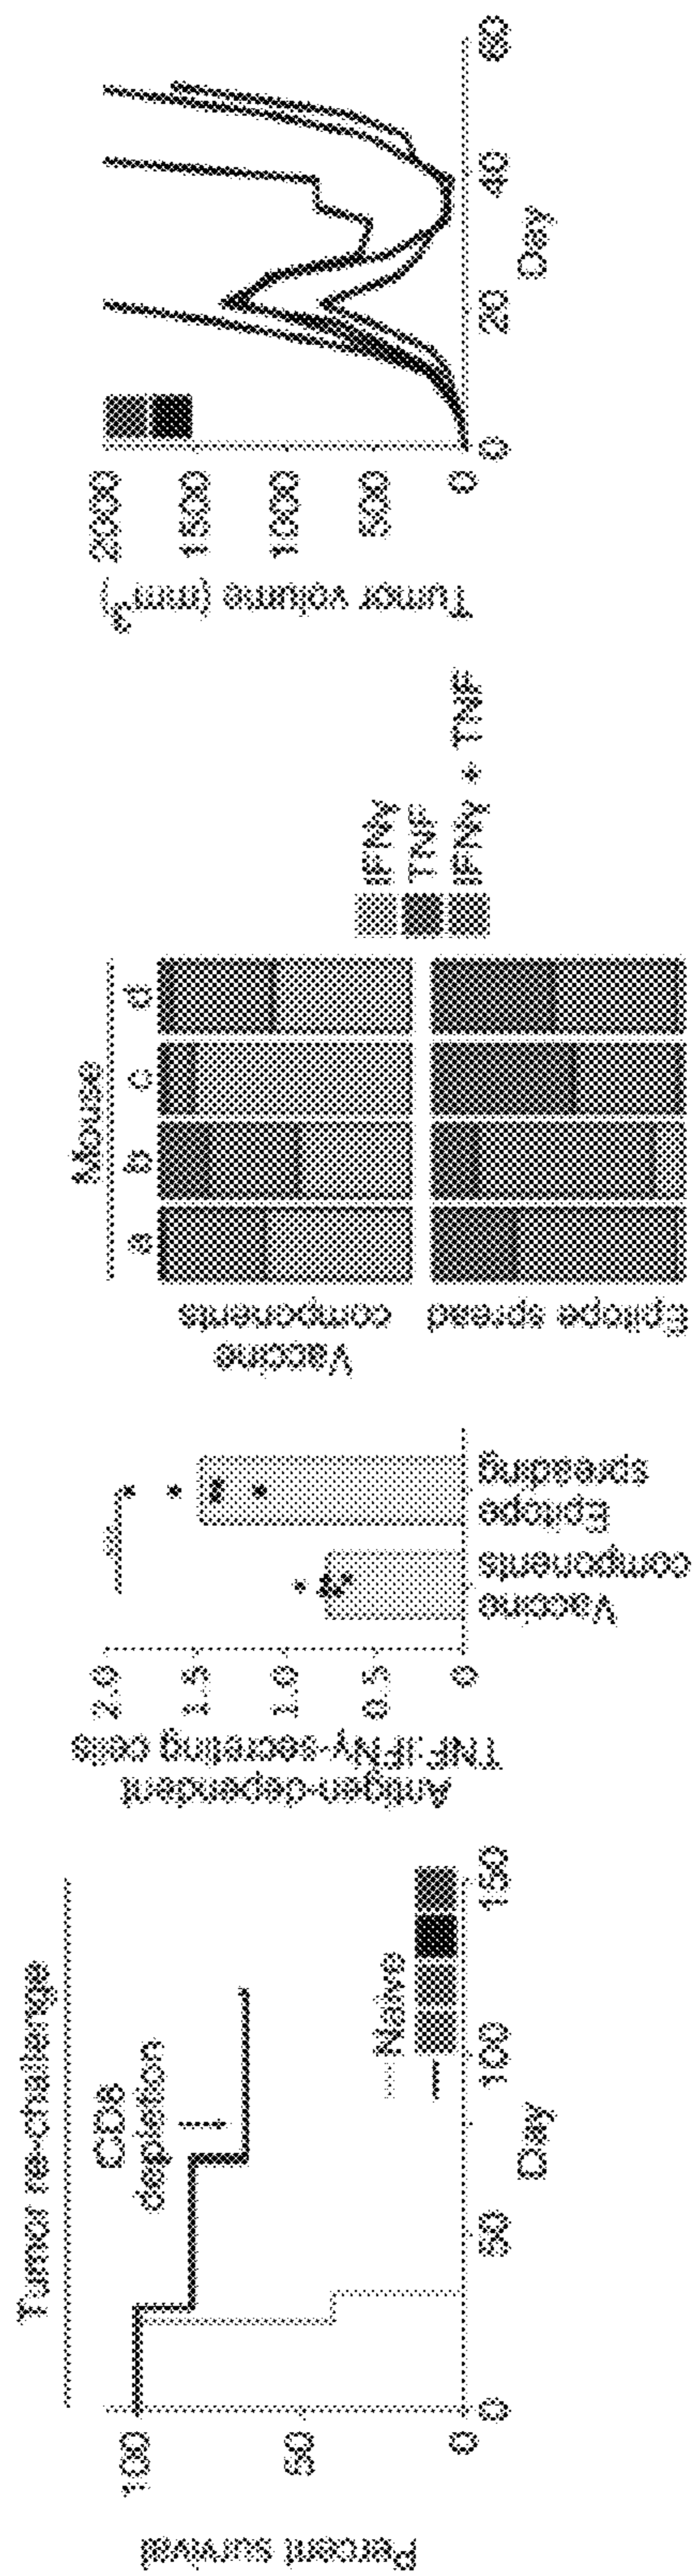 Tumor re-challenge
CD8
depletion
Percent survival
100
50
0
0
50
100
150
Day
Naive
Antigen-dependent
TNF:IFNγ-secreting cells
2.0
1.5
1.0
0.5
0
Vaccine
components
Epitope
spreading
Mouse
a
b
c
d
Vaccine
components
Epitope spread
IFNγ
TNF
IFNγ + TNF
Tumor volume (mm³)
2000
1500
1000
500
0
0
20
40
60
Day